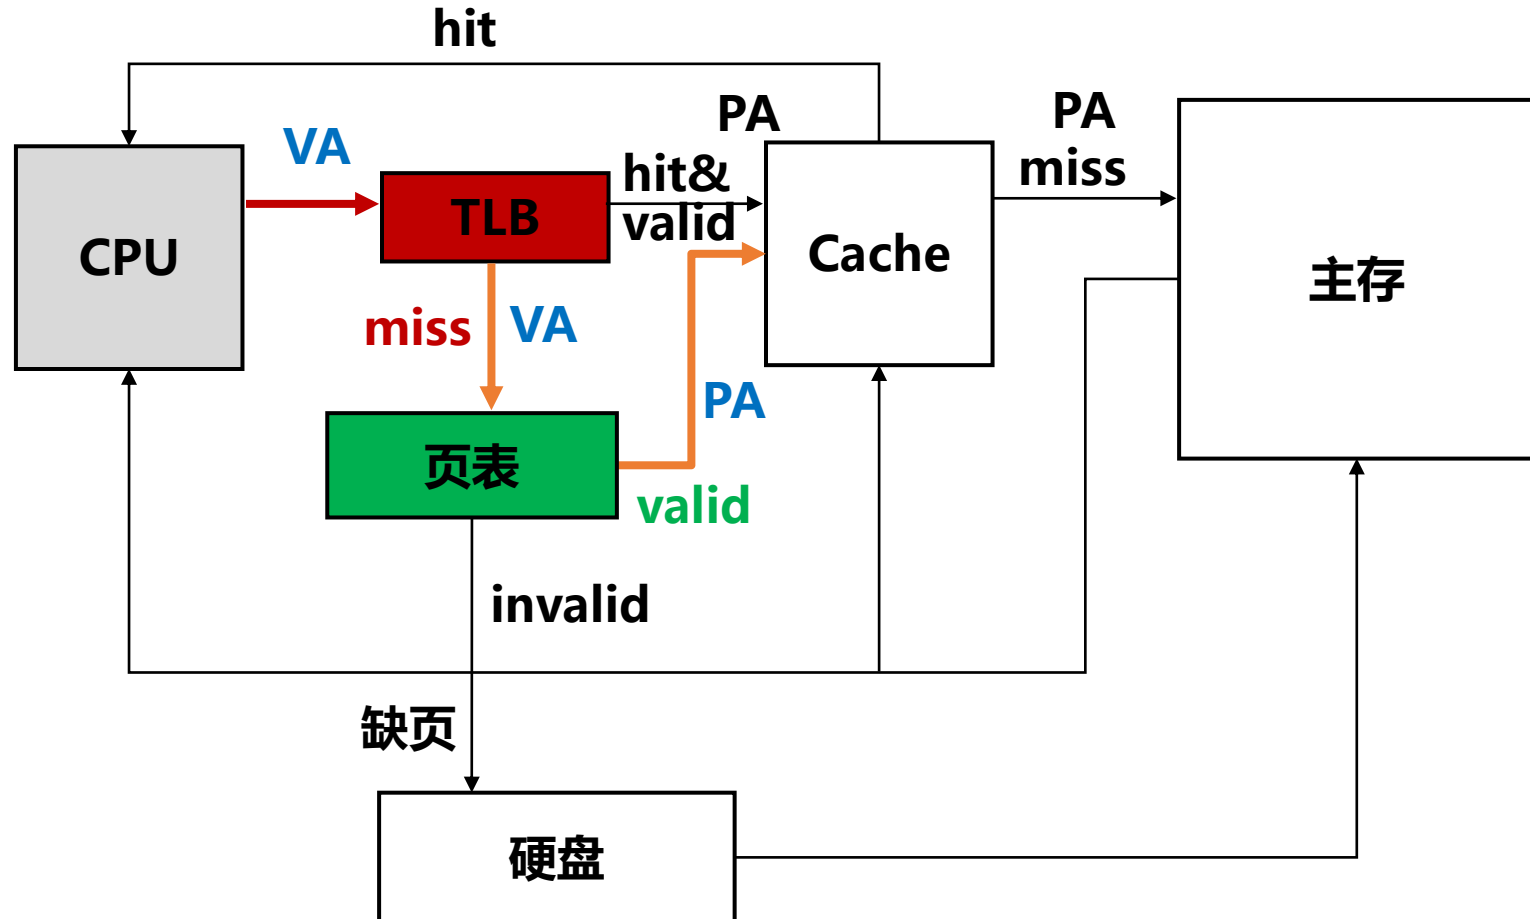 hit
VA
PA
PA
miss
hit&
valid
TLB
CPU
Cache
主存
miss
VA
PA
页表
valid
invalid
缺页
硬盘